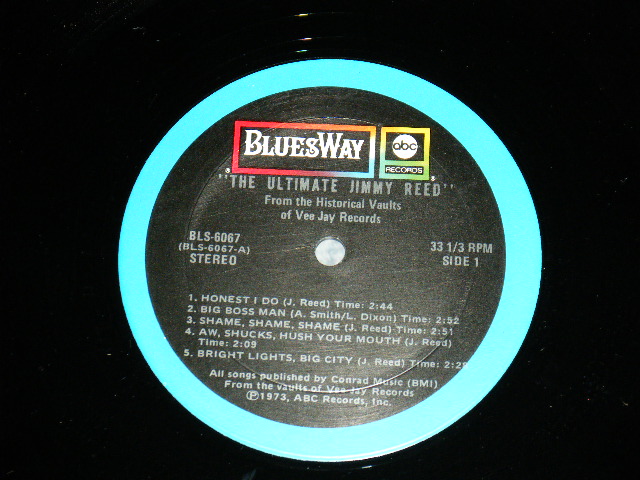 BLUESWAY
abc
RECORDS
"THE ULTIMATE JIMMY REED"
From the Historical Vaults
of Vee Jay Records
BLS-6067
(BLS-6067-A)
STEREO
33 1/3 RPM
SIDE 1
1. HONEST I DO (J. Reed) Time: 2:44
2. BIG BOSS MAN (A. Smith/L. Dixon) Time: 2:52
3. SHAME, SHAME, SHAME (J. Reed) Time: 2:51
4. AW, SHUCKS, HUSH YOUR MOUTH (J. Reed)
Time: 2:09
5. BRIGHT LIGHTS, BIG CITY (J. Reed) Time:
All songs published by Conrad Music (BMI)
From the vaults of Vee Jay Records
℗1973, ABC Records, Inc.